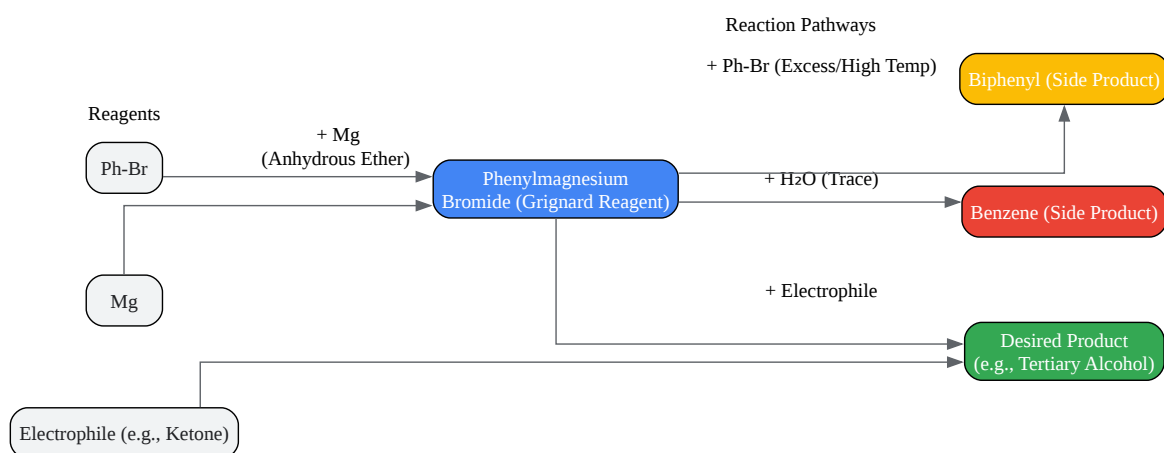 Reaction Pathways
+ Ph-Br (Excess/High Temp)
Biphenyl (Side Product)
Reagents
+ Mg
(Anhydrous Ether)
Ph-Br
Phenylmagnesium
Bromide (Grignard Reagent)
+ H₂O (Trace)
Benzene (Side Product)
Mg
+ Electrophile
Desired Product
(e.g., Tertiary Alcohol)
Electrophile (e.g., Ketone)